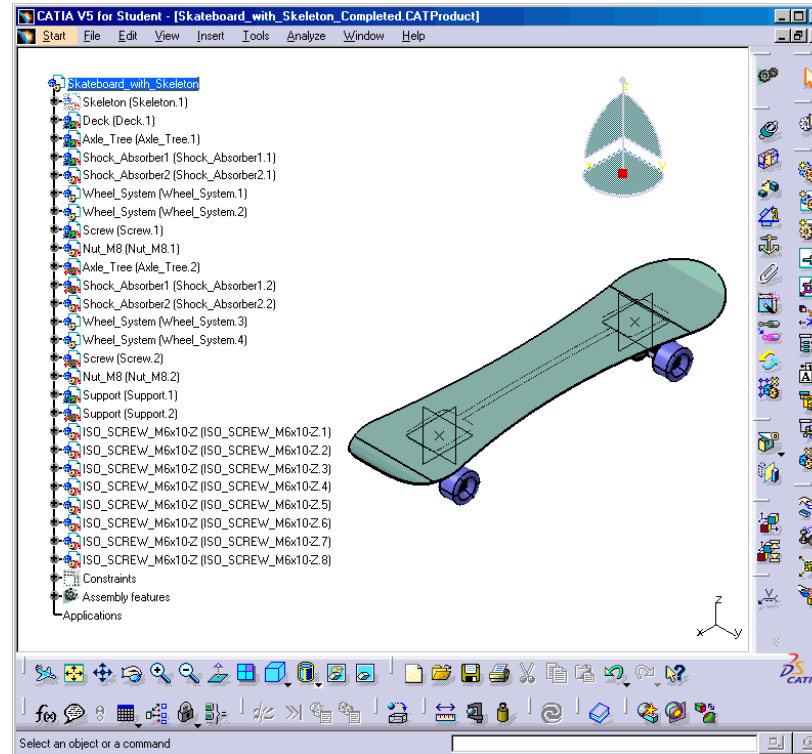 CATIA V5 for Student - [Skateboard_with_Skeleton_Completed.CATProduct]
Start File Edit View Insert Tools Analyze Window Help
Skateboard_with_Skeleton
Skeleton (Skeleton.1)
Deck (Deck.1)
Axle_Tree (Axle_Tree.1)
Shock_Absorber1 (Shock_Absorber1.1)
Shock_Absorber2 (Shock_Absorber2.1)
Wheel_System (Wheel_System.1)
Wheel_System (Wheel_System.2)
Screw (Screw.1)
Nut_M8 (Nut_M8.1)
Axle_Tree (Axle_Tree.2)
Shock_Absorber1 (Shock_Absorber1.2)
Shock_Absorber2 (Shock_Absorber2.2)
Wheel_System (Wheel_System.3)
Wheel_System (Wheel_System.4)
Screw (Screw.2)
Nut_M8 (Nut_M8.2)
Support (Support.1)
Support (Support.2)
ISO_SCREW_M6x10-Z (ISO_SCREW_M6x10-Z.1)
ISO_SCREW_M6x10-Z (ISO_SCREW_M6x10-Z.2)
ISO_SCREW_M6x10-Z (ISO_SCREW_M6x10-Z.3)
ISO_SCREW_M6x10-Z (ISO_SCREW_M6x10-Z.4)
ISO_SCREW_M6x10-Z (ISO_SCREW_M6x10-Z.5)
ISO_SCREW_M6x10-Z (ISO_SCREW_M6x10-Z.6)
ISO_SCREW_M6x10-Z (ISO_SCREW_M6x10-Z.7)
ISO_SCREW_M6x10-Z (ISO_SCREW_M6x10-Z.8)
Constraints
Assembly features
Applications
z
x y
z
x y
f(x)
CATI
Select an object or a command